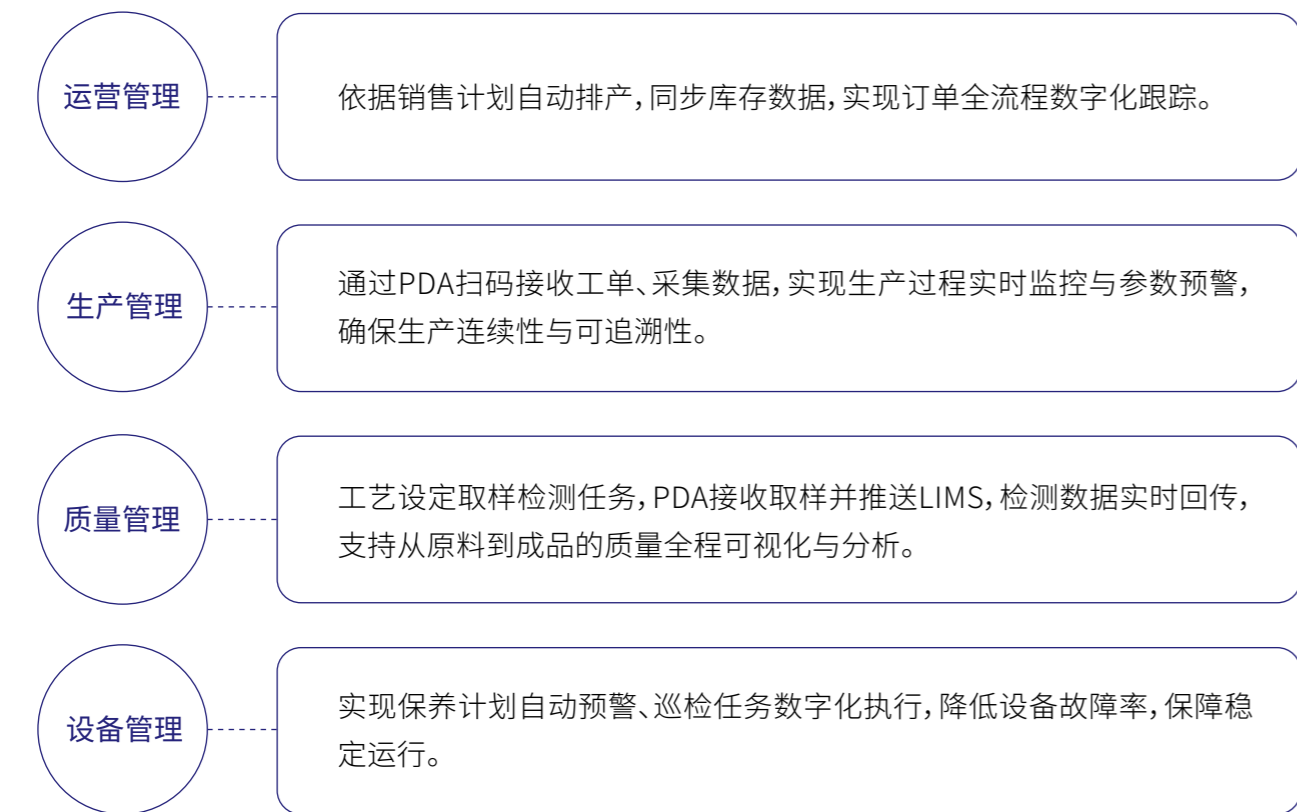 运营管理
依据销售计划自动排产，同步库存数据，实现订单全流程数字化跟踪。
生产管理
通过PDA扫码接收工单、采集数据，实现生产过程实时监控与参数预警，
确保生产连续性与可追溯性。
质量管理
工艺设定取样检测任务，PDA接收取样并推送LIMS，检测数据实时回传，
支持从原料到成品的质量全程可视化与分析。
设备管理
实现保养计划自动预警、巡检任务数字化执行，降低设备故障率，保障稳
定运行。